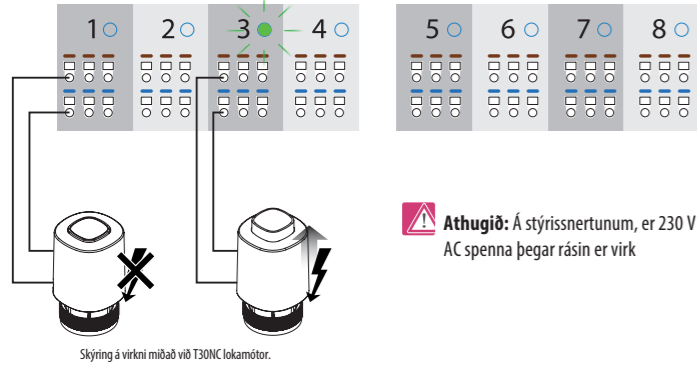 1 2 3 4 5 6 7 8
Athugið: Á stýrissnertunum, er 230 V
AC spenna þegar rásin er virk
Skýring á virkni miðað við T30NC lokamótor.